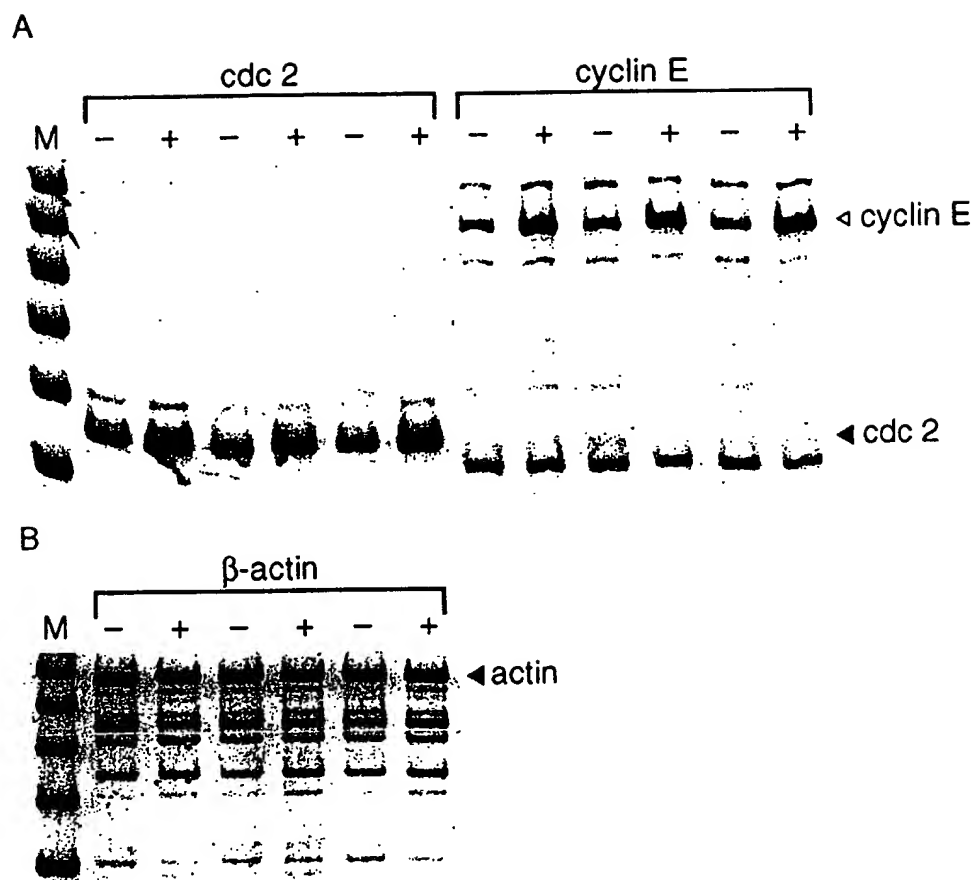 A
cdc 2 cyclin E
M − + − + − + − + − + − +
◁ cyclin E
◀ cdc 2
B
β-actin
M − + − + − +
◀ actin